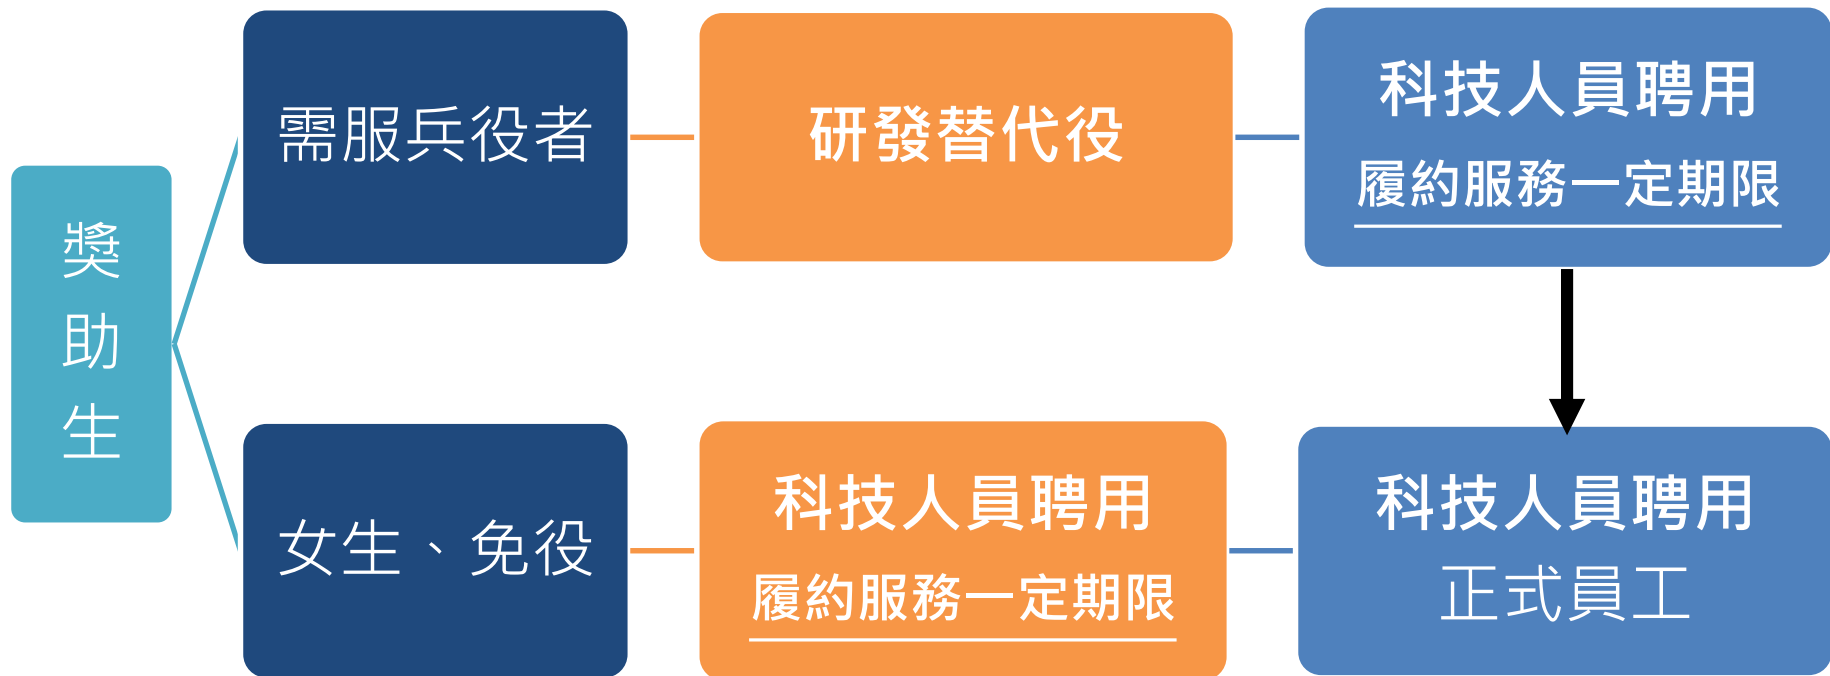 獎
助
生
需服兵役者
研發替代役
科技人員聘用
履約服務一定期限
女生、免役
科技人員聘用
履約服務一定期限
科技人員聘用
正式員工